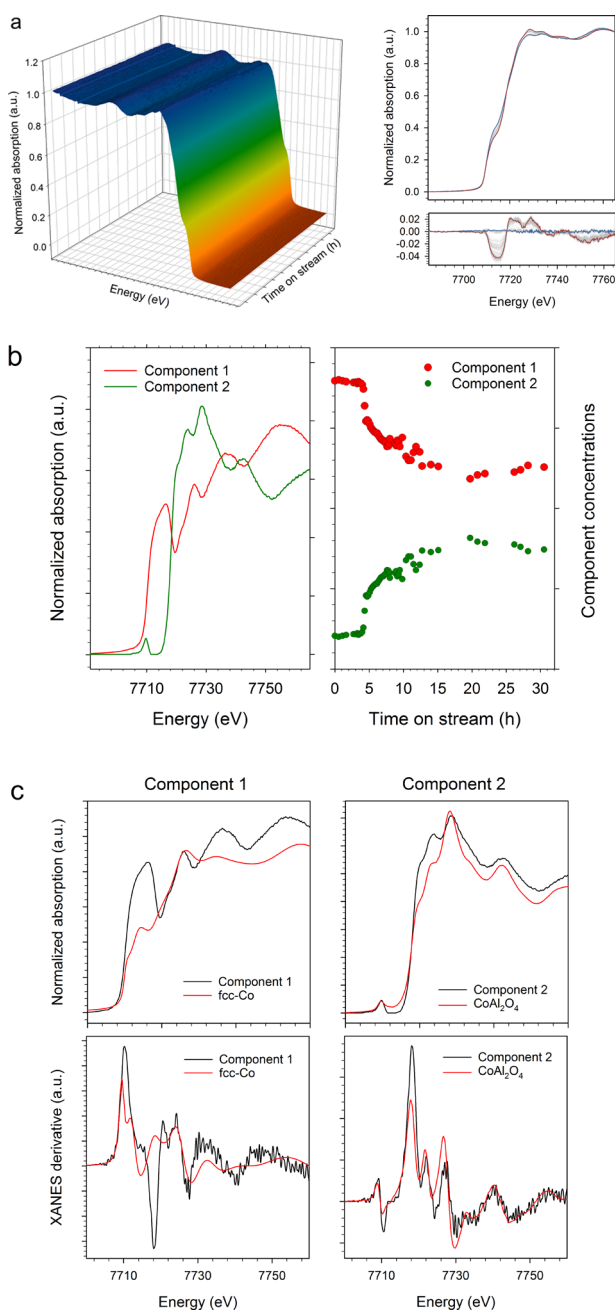 a
Normalized absorption (a.u.)
1.2
1.0
0.8
0.6
0.4
0.2
0.0
Energy (eV)
Time on stream (h)
Normalized absorption (a.u.)
1.0
0.8
0.6
0.4
0.2
0.0
0.02
0.00
-0.02
-0.04
7700 7720 7740 7760
Energy (eV)
b
Normalized absorption (a.u.)
Component 1
Component 2
7710 7730 7750
Energy (eV)
Component 1
Component 2
Component concentrations
0 5 10 15 20 25 30
Time on stream (h)
c
Component 1
Component 2
Normalized absorption (a.u.)
Component 1
fcc-Co
Component 2
CoAl₂O₄
XANES derivative (a.u.)
Component 1
fcc-Co
Component 2
CoAl₂O₄
7710 7730 7750
Energy (eV)
7710 7730 7750
Energy (eV)